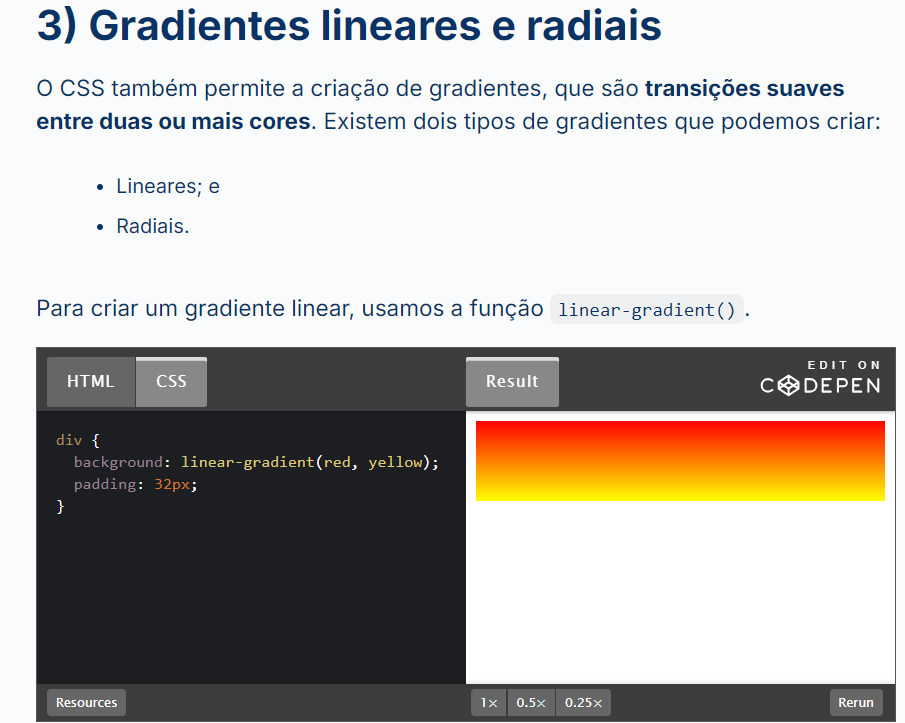 3) Gradientes lineares e radiais
O CSS também permite a criação de gradientes, que são transições suaves
entre duas ou mais cores. Existem dois tipos de gradientes que podemos criar:
• Lineares; e
• Radiais.
Para criar um gradiente linear, usamos a função linear-gradient().
HTML CSS Result EDIT ON
CODEPEN
div {
background: linear-gradient(red, yellow);
padding: 32px;
}
Resources 1× 0.5× 0.25× Rerun